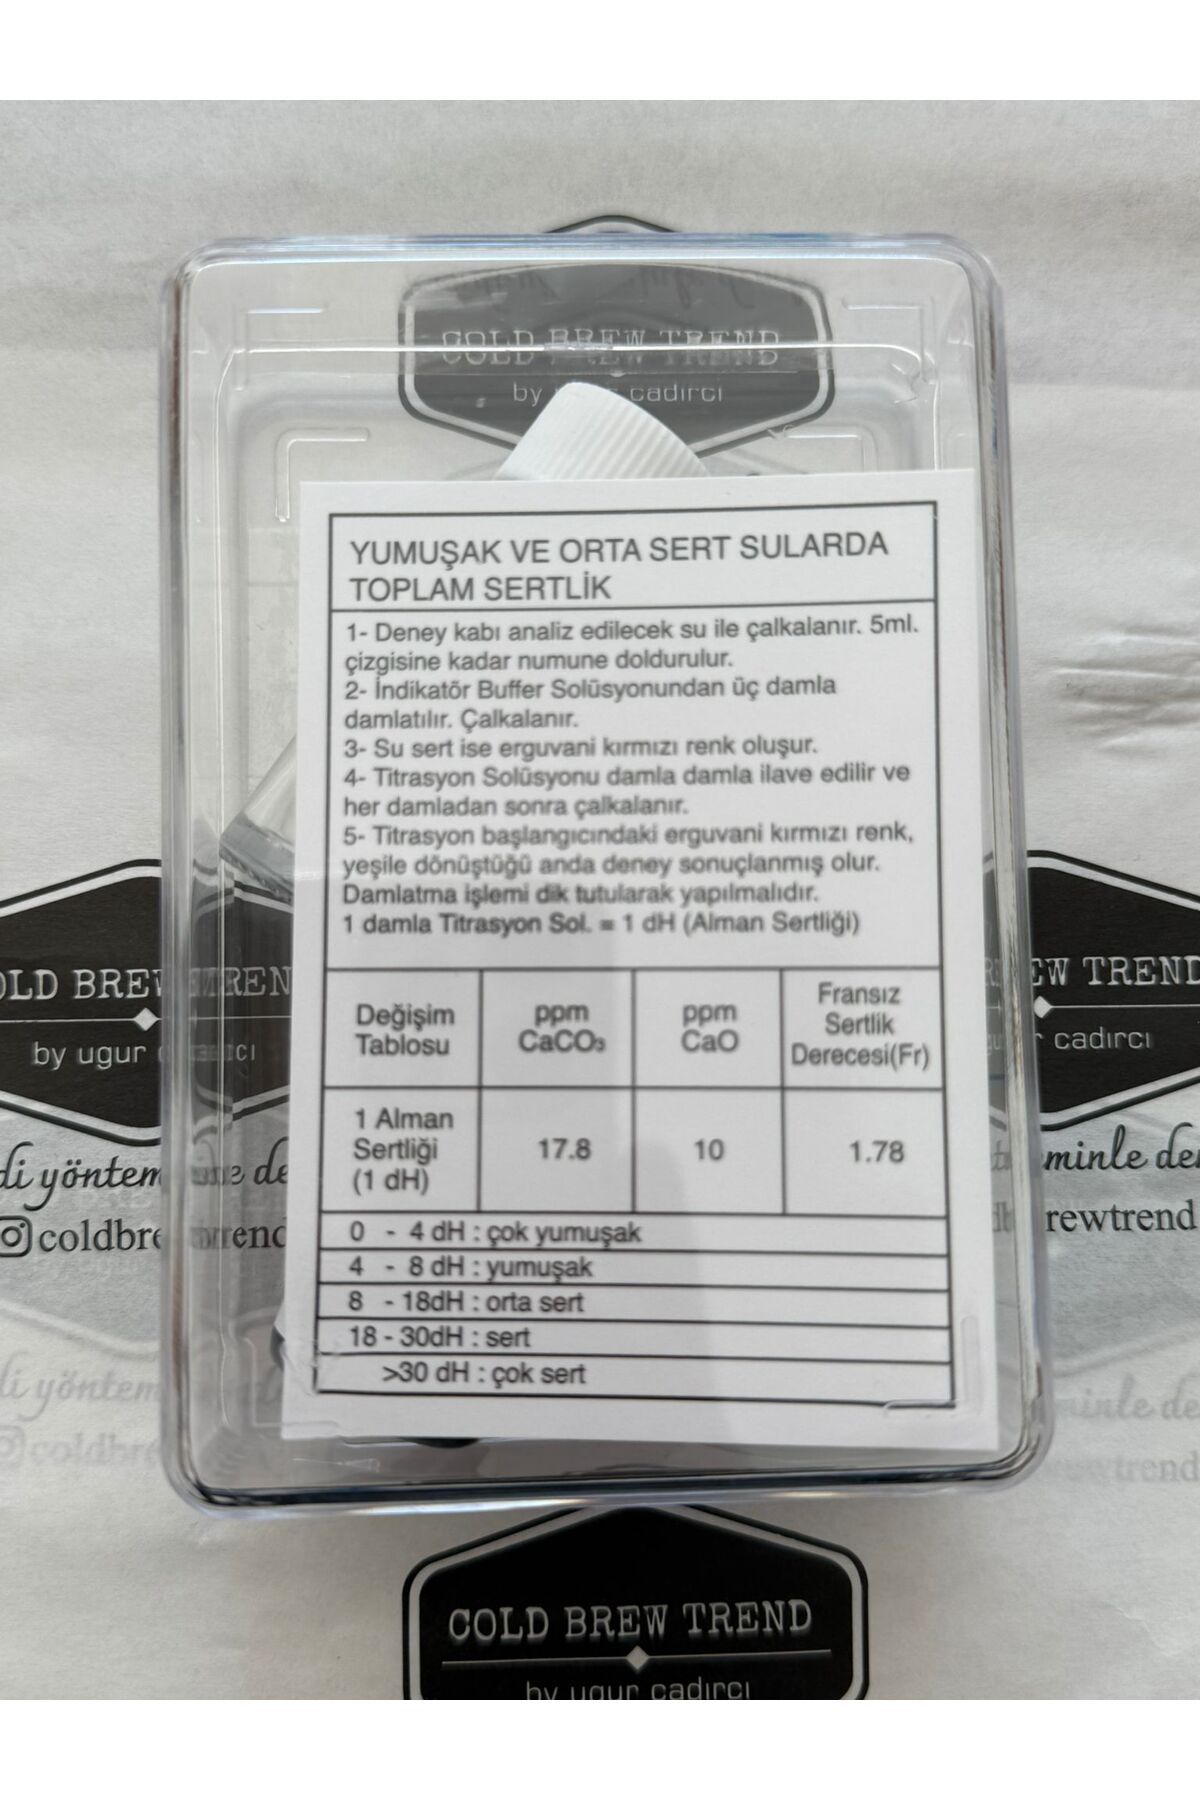 COLD BREW TREND
by cadırcı
YUMUŞAK VE ORTA SERT SULARDA
TOPLAM SERTLİK
1- Deney kabı analiz edilecek su ile çalkalanır. 5ml.
çizgisine kadar numune doldurulur.
2- İndikatör Buffer Solüsyonundan üç damla
damlatılır. Çalkalanır.
3- Su sert ise erguvani kırmızı renk oluşur.
4- Titrasyon Solüsyonu damla damla ilave edilir ve
her damladan sonra çalkalanır.
5- Titrasyon başlangıcındaki erguvani kırmızı renk,
yeşile dönüştüğü anda deney sonuçlanmış olur.
Damlatma işlemi dik tutularak yapılmalıdır.
1 damla Titrasyon Sol. = 1 dH (Alman Sertliği)
Değişim
Tablosu
ppm
CaCO₃
ppm
CaO
Fransız
Sertlik
Derecesi(Fr)
1 Alman
Sertliği
(1 dH)
17.8
10
1.78
0 - 4 dH : çok yumuşak
4 - 8 dH : yumuşak
8 - 18dH : orta sert
18 - 30dH : sert
>30 dH : çok sert
OLD BREW TREN
by ugur
di yöntem
coldbre
EW TREND
cadırcı
minle de
rewtrend
COLD BREW TREND
by ugur cadırcı